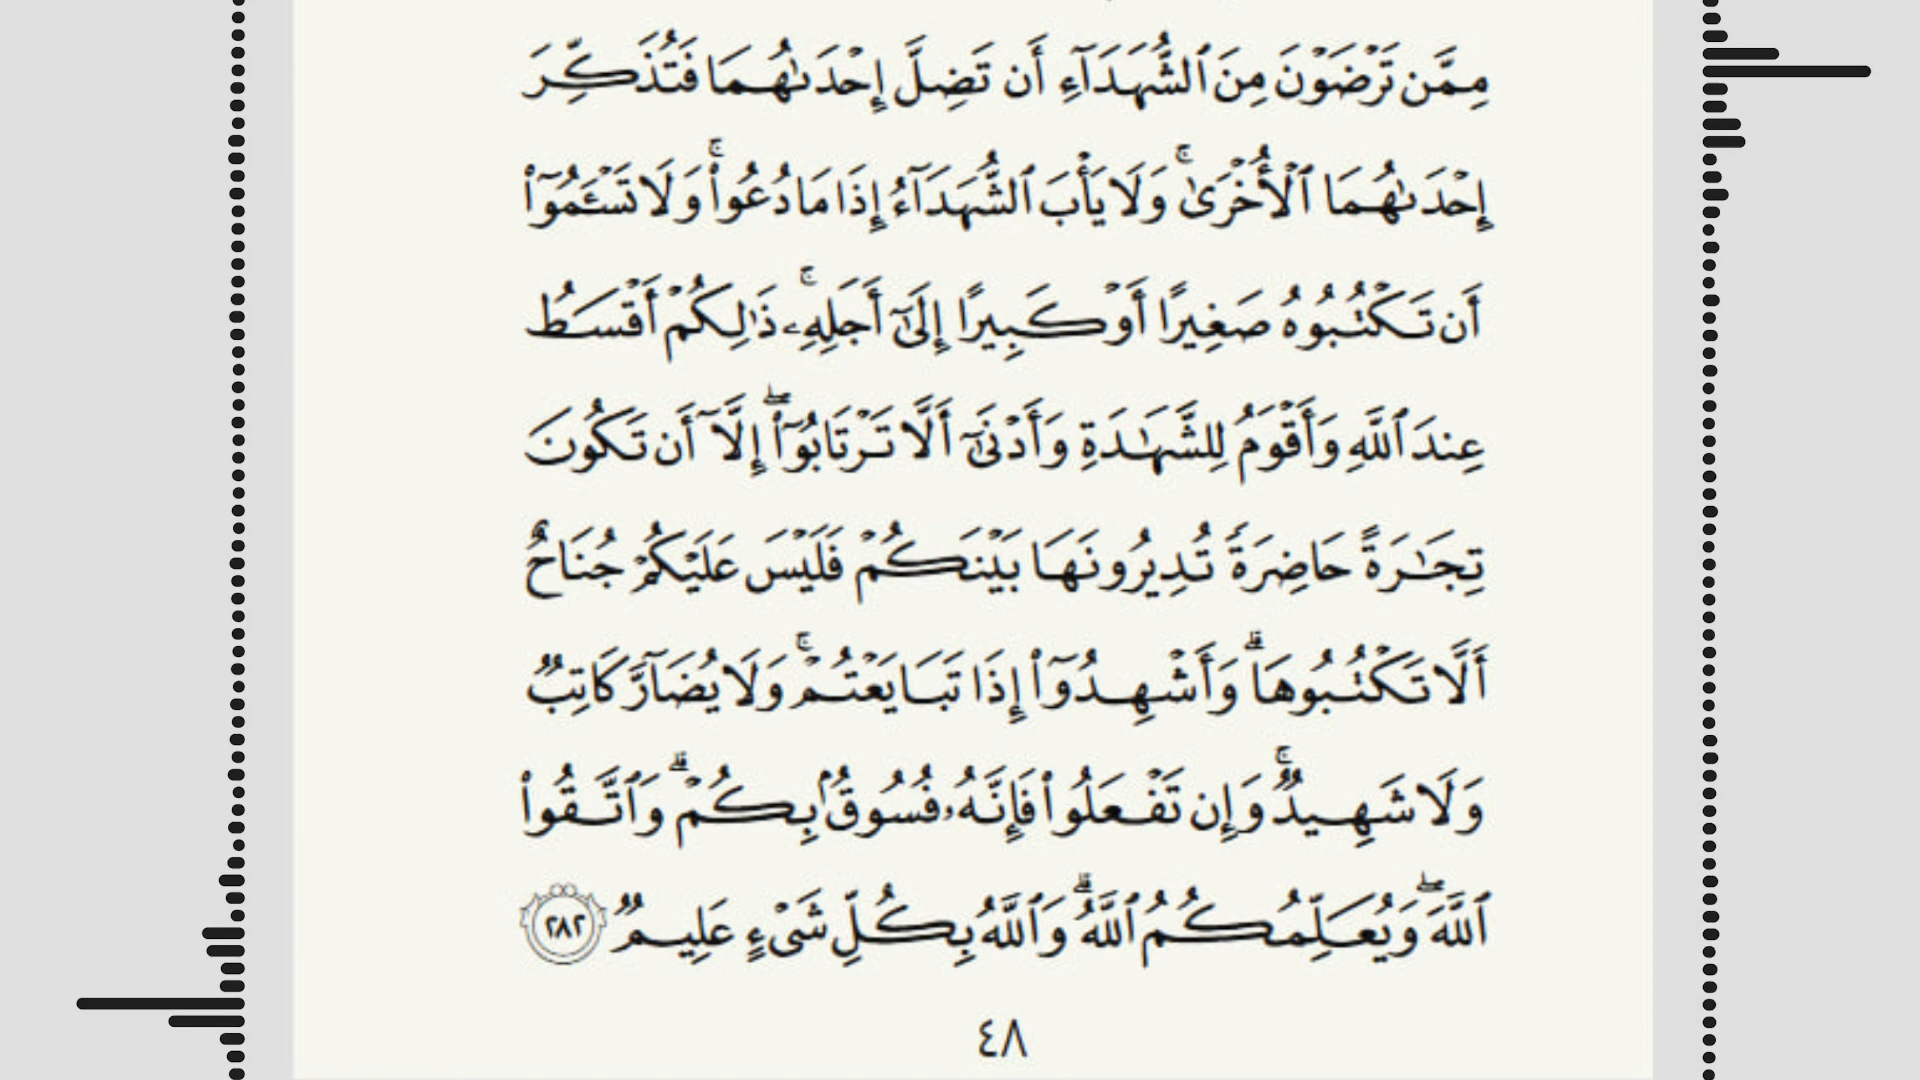 مِمَّن تَرْضَوْنَ مِنَ ٱلشُّهَدَآءِ أَن تَضِلَّ إِحْدَىٰهُمَا فَتُذَكِّرَ
إِحْدَىٰهُمَا ٱلْأُخْرَىٰ ۚ وَلَا يَأْبَ ٱلشُّهَدَآءُ إِذَا مَا دُعُوا۟ ۚ وَلَا تَسْـَٔمُوٓا۟
أَن تَكْتُبُوهُ صَغِيرًا أَوْ كَبِيرًا إِلَىٰٓ أَجَلِهِۦ ۚ ذَٰلِكُمْ أَقْسَطُ
عِندَ ٱللَّهِ وَأَقْوَمُ لِلشَّهَـٰدَةِ وَأَدْنَىٰٓ أَلَّا تَرْتَابُوٓا۟ ۖ إِلَّآ أَن تَكُونَ
تِجَـٰرَةً حَاضِرَةً تُدِيرُونَهَا بَيْنَكُمْ فَلَيْسَ عَلَيْكُمْ جُنَاحٌ
أَلَّا تَكْتُبُوهَا ۗ وَأَشْهِدُوٓا۟ إِذَا تَبَايَعْتُمْ ۚ وَلَا يُضَآرَّ كَاتِبٌ
وَلَا شَهِيدٌ ۚ وَإِن تَفْعَلُوا۟ فَإِنَّهُۥ فُسُوقٌۢ بِكُمْ ۗ وَٱتَّقُوا۟
ٱللَّهَ ۖ وَيُعَلِّمُكُمُ ٱللَّهُ ۗ وَٱللَّهُ بِكُلِّ شَىْءٍ عَلِيمٌ ٢٨٢
٤٨